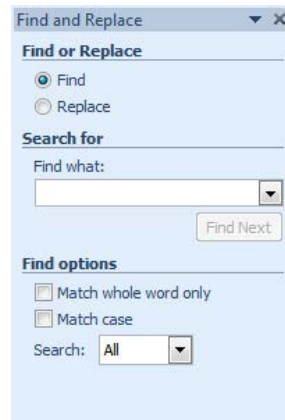 Find and Replace
Find or Replace
Find
Replace
Search for
Find what:
Find Next
Find options
Match whole word only
Match case
Search: All